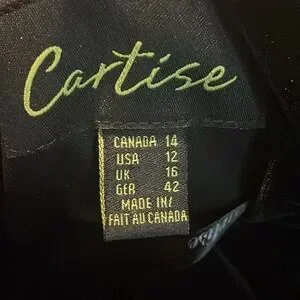 Cartise
CANADA 14
USA 12
UK 16
GER 42
MADE IN/
FAIT AU CANADA